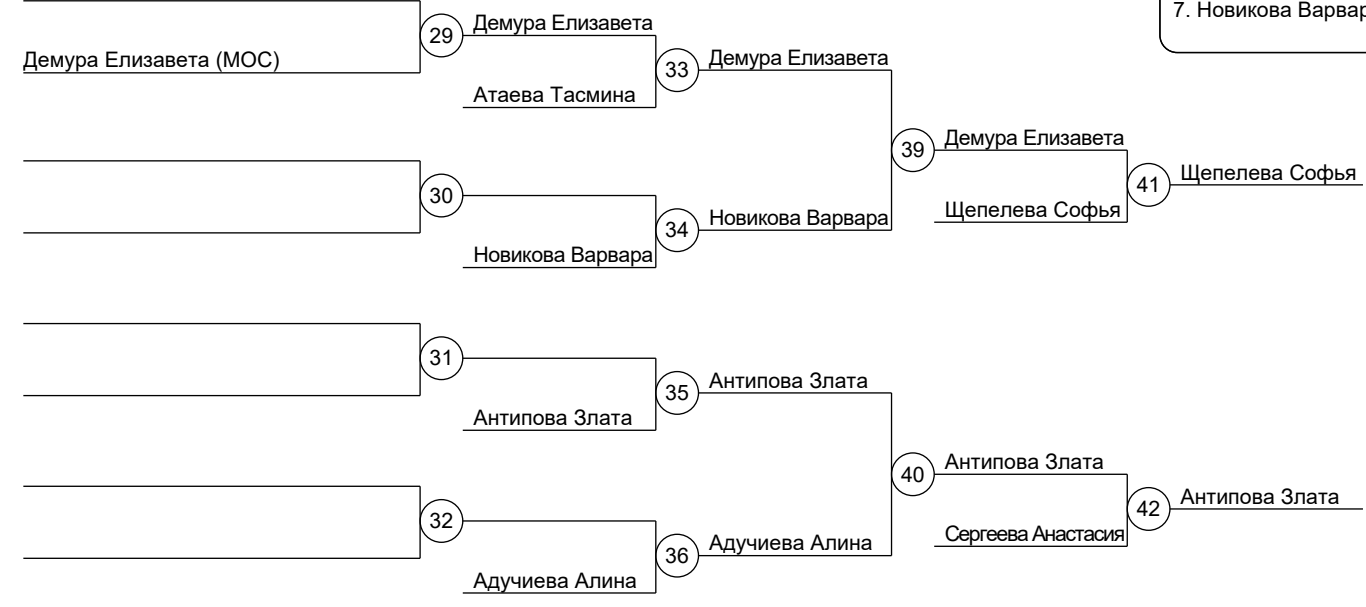 7. Новикова Варвар
29
Демура Елизавета
Демура Елизавета (МОС)
33
Демура Елизавета
Атаева Тасмина
39
Демура Елизавета
41
Щепелева Софья
30
Щепелева Софья
34
Новикова Варвара
Новикова Варвара
31
35
Антипова Злата
Антипова Злата
40
Антипова Злата
42
Антипова Злата
32
Сергеева Анастасия
36
Адучиева Алина
Адучиева Алина